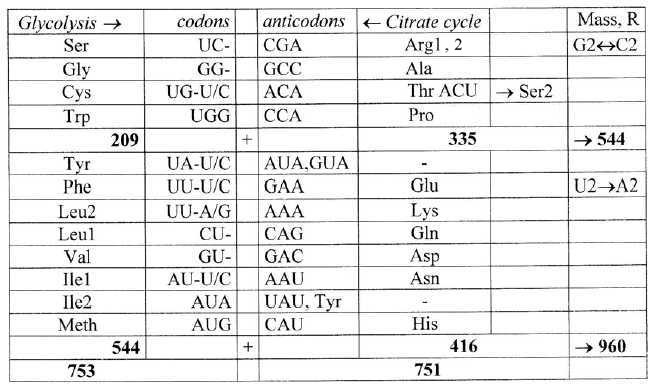 Glycolysis → codons anticodons ← Citrate cycle Mass, R
Ser UC- CGA Arg1, 2 G2↔C2
Gly GG- GCC Ala
Cys UG-U/C ACA Thr ACU → Ser2
Trp UGG CCA Pro
209 + 335 → 544
Tyr UA-U/C AUA,GUA -
Phe UU-U/C GAA Glu U2→A2
Leu2 UU-A/G AAA Lys
Leu1 CU- CAG Gln
Val GU- GAC Asp
Ile1 AU-U/C AAU Asn
Ile2 AUA UAU, Tyr -
Meth AUG CAU His
544 + 416 → 960
753 751